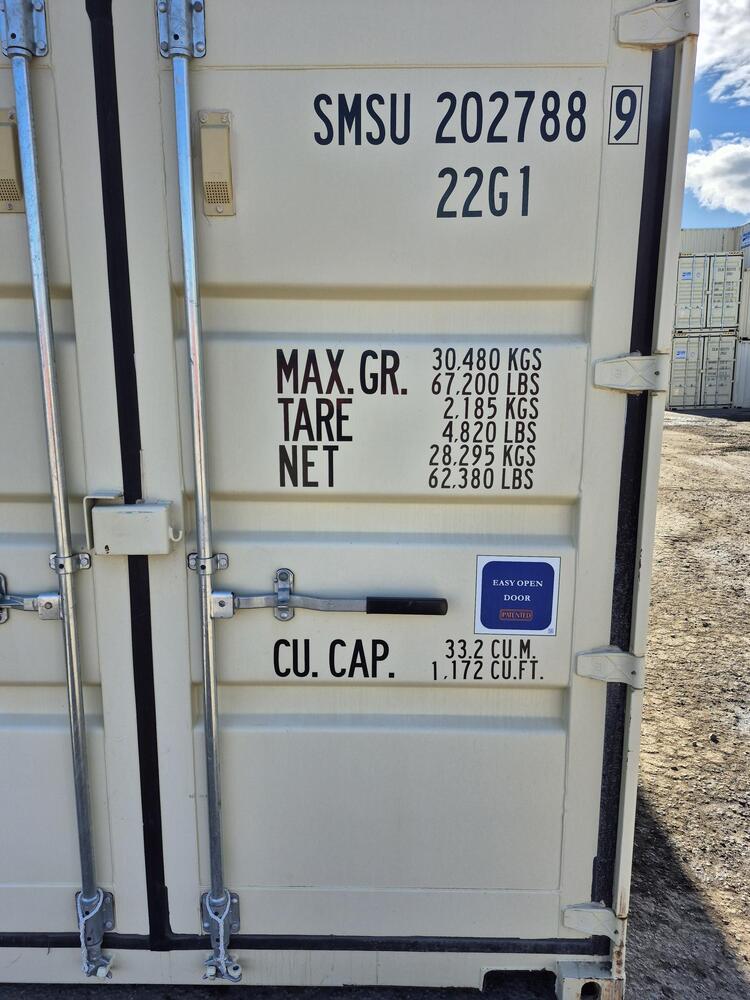 SMSU 202788 9
22G1
MAX. GR. 30,480 KGS
67,200 LBS
TARE 2,185 KGS
4,820 LBS
NET 28,295 KGS
62,380 LBS
EASY OPEN
DOOR
PATENTED
CU. CAP. 33.2 CU.M.
1,172 CU.FT.